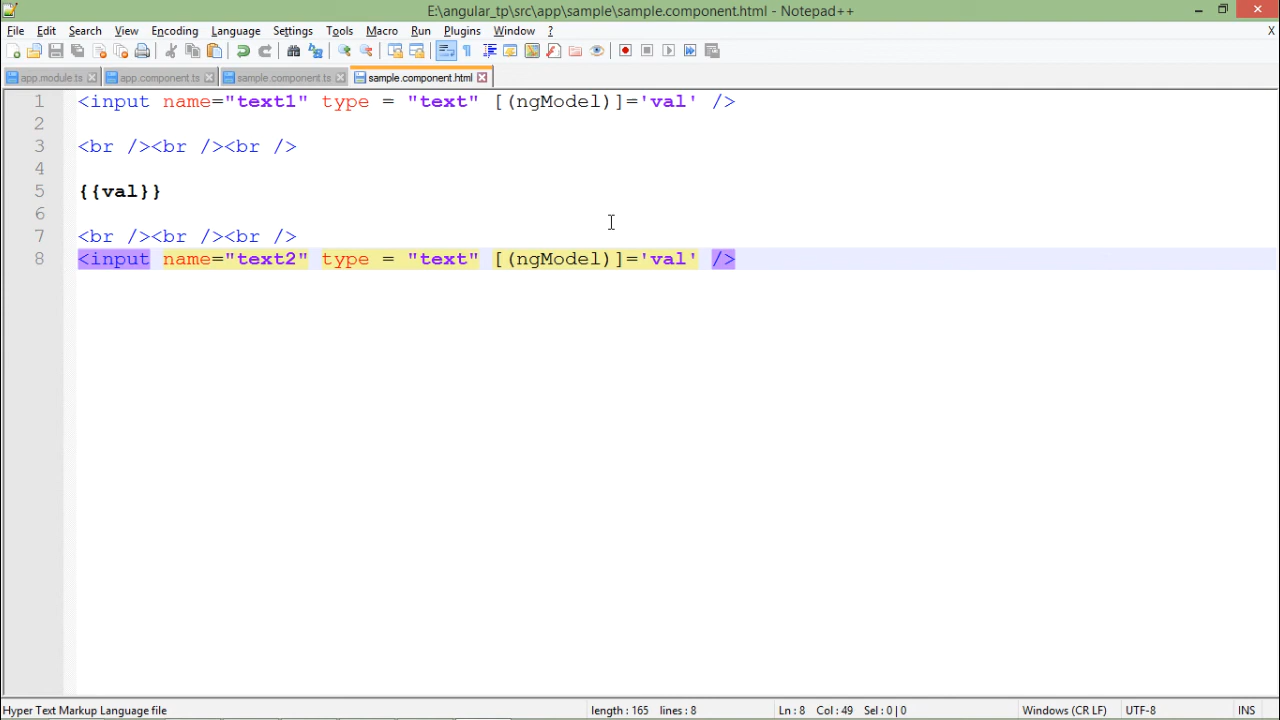 E:\angular_tp\src\app\sample\sample.component.html - Notepad++
File Edit Search View Encoding Language Settings Tools Macro Run Plugins Window ? X
app.module.ts app.component.ts sample.component.ts sample.component.html
1 <input name="text1" type = "text" [(ngModel)]='val' />
2
3 <br /><br /><br />
4
5 {{val}}
6
7 <br /><br /><br />
8 <input name="text2" type = "text" [(ngModel)]='val' />
Hyper Text Markup Language file length : 165 lines : 8 Ln : 8 Col : 49 Sel : 0 | 0 Windows (CR LF) UTF-8 INS